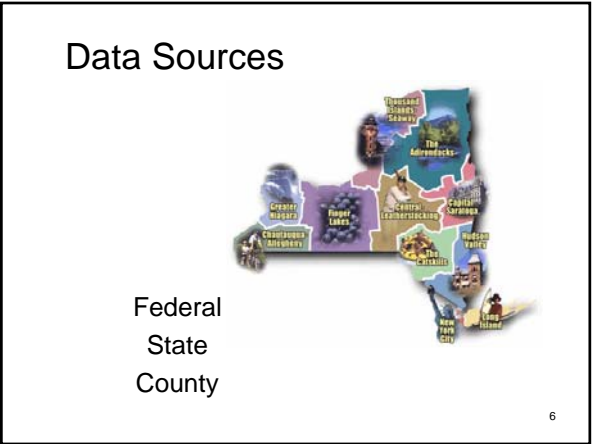 Data Sources
Thousand
Islands
Seaway
The
Adirondacks
Greater
Niagara
Finger
Lakes
Central
Leatherstocking
Capital
Saratoga
Chautauqua
Allegheny
Hudson
Valley
The
Catskills
New
York
City
Long
Island
Federal
State
County
6